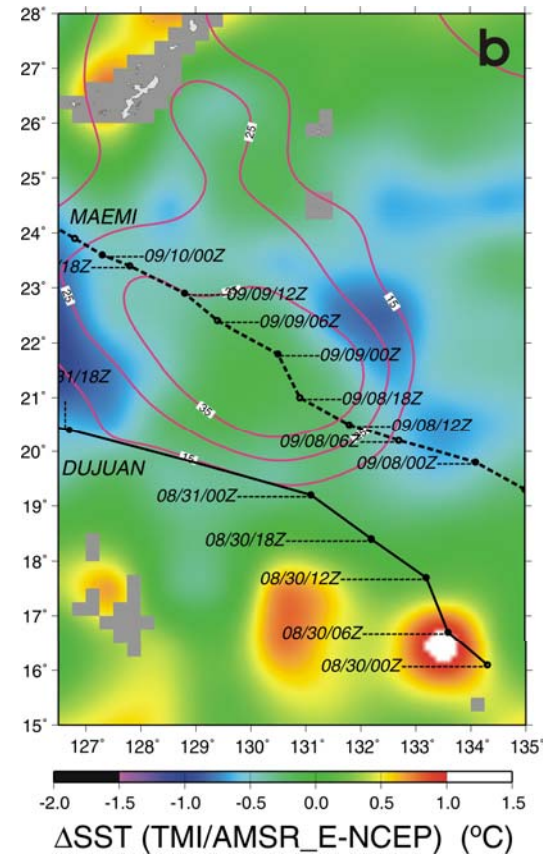 b
28°
27°
26°
25°
24°
23°
22°
21°
20°
19°
18°
17°
16°
15°
25
15
25
35
15
MAEMI
09/10/00Z
/18Z
09/09/12Z
09/09/06Z
09/09/00Z
09/08/18Z
09/08/12Z
09/08/06Z
09/08/00Z
31/18Z
DUJUAN
08/31/00Z
08/30/18Z
08/30/12Z
08/30/06Z
08/30/00Z
127° 128° 129° 130° 131° 132° 133° 134° 135°
-2.0 -1.5 -1.0 -0.5 0.0 0.5 1.0 1.5
ΔSST (TMI/AMSR_E-NCEP) (°C)